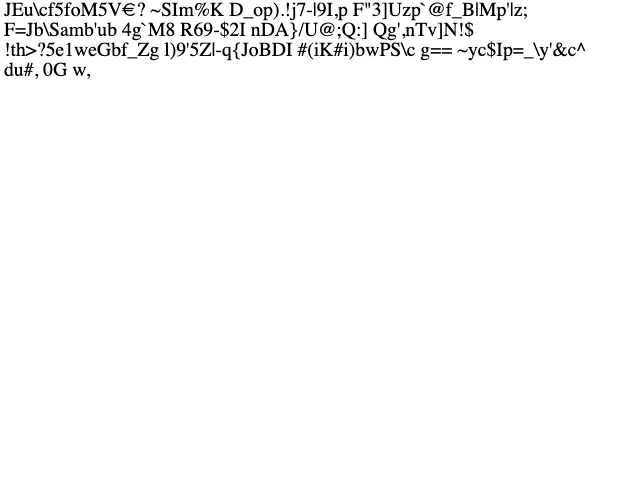 JEu\cf5foM5V€? ~SIm%K D_op).!j7-|9I,p F"3]Uzp`@f_B|Mp'|z;
F=Jb\Samb'ub 4g`M8 R69-$2I nDA}/U@;Q:] Qg',nTv]N!$
!th>?5e1weGbf_Zg l)9'5Z|-q{JoBDI #(iK#i)bwPS\c g== ~yc$Ip=_\y'&c^
du#, 0G w,